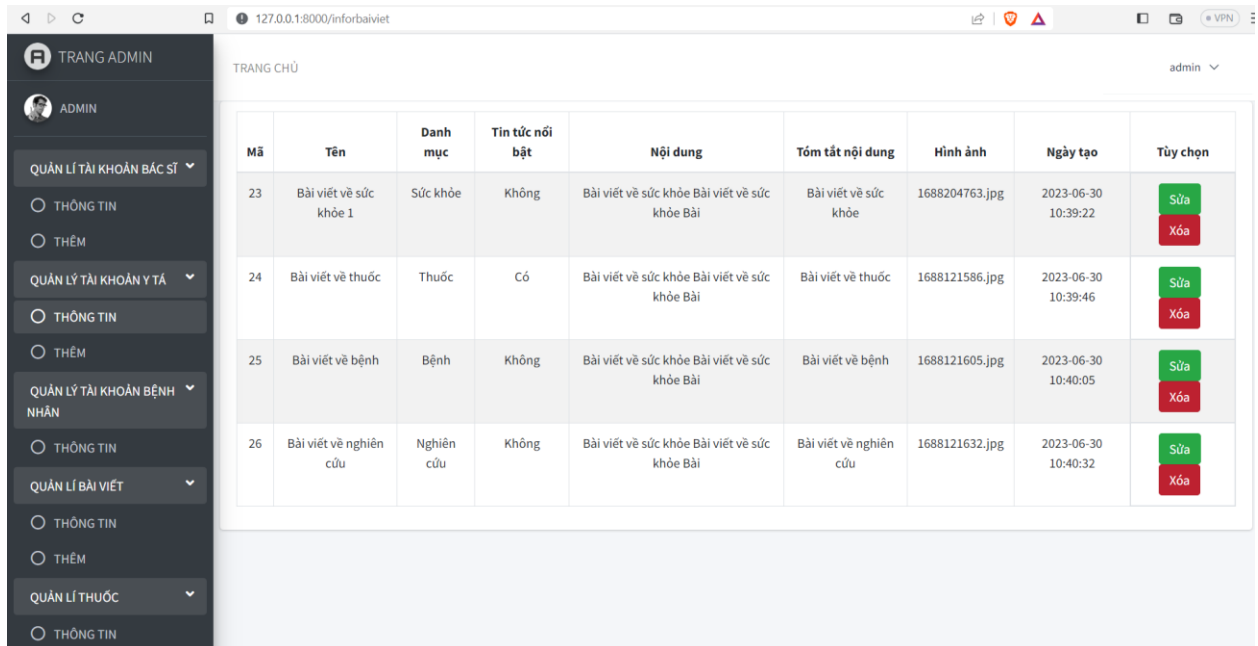 127.0.0.1:8000/inforbaiviet
VPN
TRANG ADMIN
ADMIN
QUẢN LÍ TÀI KHOẢN BÁC SĨ
THÔNG TIN
THÊM
QUẢN LÝ TÀI KHOẢN Y TÁ
THÔNG TIN
THÊM
QUẢN LÝ TÀI KHOẢN BỆNH
NHÂN
THÔNG TIN
QUẢN LÍ BÀI VIẾT
THÔNG TIN
THÊM
QUẢN LÍ THUỐC
THÔNG TIN
TRANG CHỦ
admin
Mã Tên Danh mục Tin tức nổi bật Nội dung Tóm tắt nội dung Hình ảnh Ngày tạo Tùy chọn
23 Bài viết về sức Sức khỏe Không Bài viết về sức khỏe Bài viết về sức Bài viết về sức 1688204763.jpg 2023-06-30 Sửa
khỏe 1 khỏe Bài khỏe 10:39:22 Xóa
24 Bài viết về thuốc Thuốc Có Bài viết về sức khỏe Bài viết về sức Bài viết về thuốc 1688121586.jpg 2023-06-30 Sửa
khỏe Bài 10:39:46 Xóa
25 Bài viết về bệnh Bệnh Không Bài viết về sức khỏe Bài viết về sức Bài viết về bệnh 1688121605.jpg 2023-06-30 Sửa
khỏe Bài 10:40:05 Xóa
26 Bài viết về nghiên Nghiên Không Bài viết về sức khỏe Bài viết về sức Bài viết về nghiên 1688121632.jpg 2023-06-30 Sửa
cứu cứu khỏe Bài cứu 10:40:32 Xóa